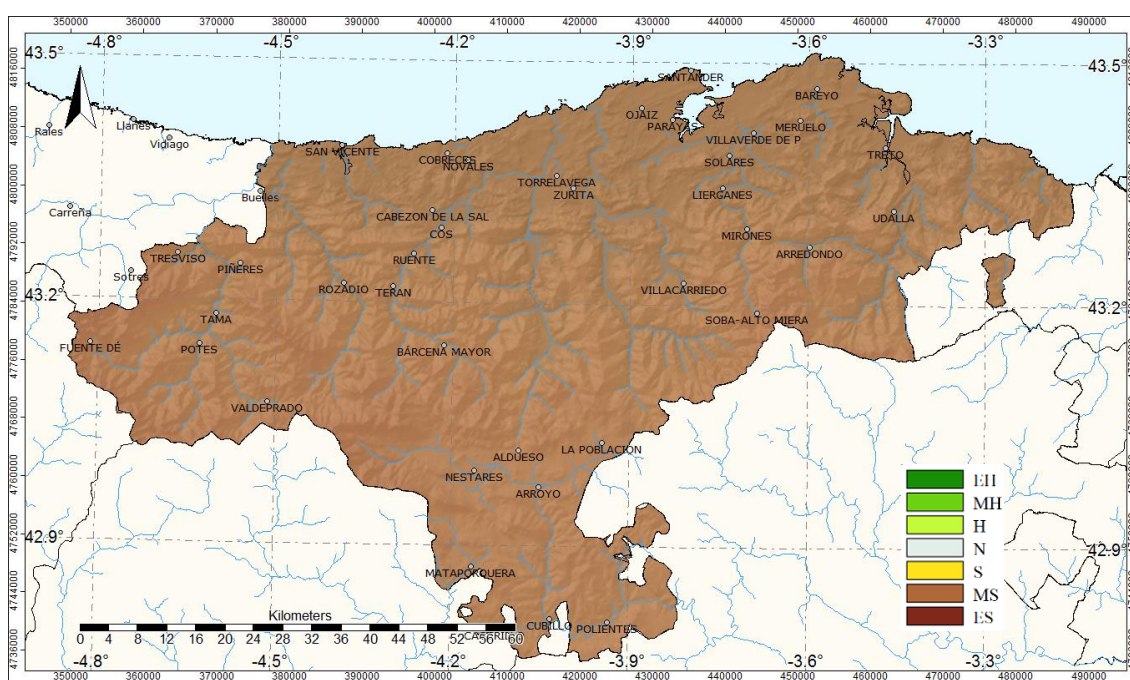 350000 360000 370000 380000 390000 400000 410000 420000 430000 440000 450000 460000 470000 480000 490000
-4.8° -4.5° -4.2° -3.9° -3.6° -3.3°
43.5° 43.5°
4816000
4808000
4800000
4792000
4784000
4776000
4768000
4760000
4752000
4744000
4736000
SANTANDER
BAREYO
OJAIZ
PARAYAS
MERUELO
Rales
Llanes
Vidiago
VILLAVERDE DE P
SAN VICENTE
COBRECES
NOVALES
SOLARES
TRETO
TORRELAVEGA
ZURITA
LIERGANES
Buelles
Carreña
CABEZON DE LA SAL
COS
UDALLA
MIRONES
TRESVISO
PIÑERES
RUENTE
ARREDONDO
Sotres
ROZADIO
TERAN
VILLACARRIEDO
43.2° 43.2°
TAMA
SOBA-ALTO MIERA
FUENTE DÉ
POTES
BÁRCENA MAYOR
VALDEPRADO
ALDUESO
LA POBLACION
NESTARES
ARROYO
42.9° 42.9°
MATAPORQUERA
CUBILLO
POLIENTES
EH
MH
H
N
S
MS
ES
Kilometers
0 4 8 12 16 20 24 28 32 36 40 44 48 52 56 60
-4.8° -4.5° -4.2° -3.9° -3.6° -3.3°
350000 360000 370000 380000 390000 400000 410000 420000 430000 440000 450000 460000 470000 480000 490000